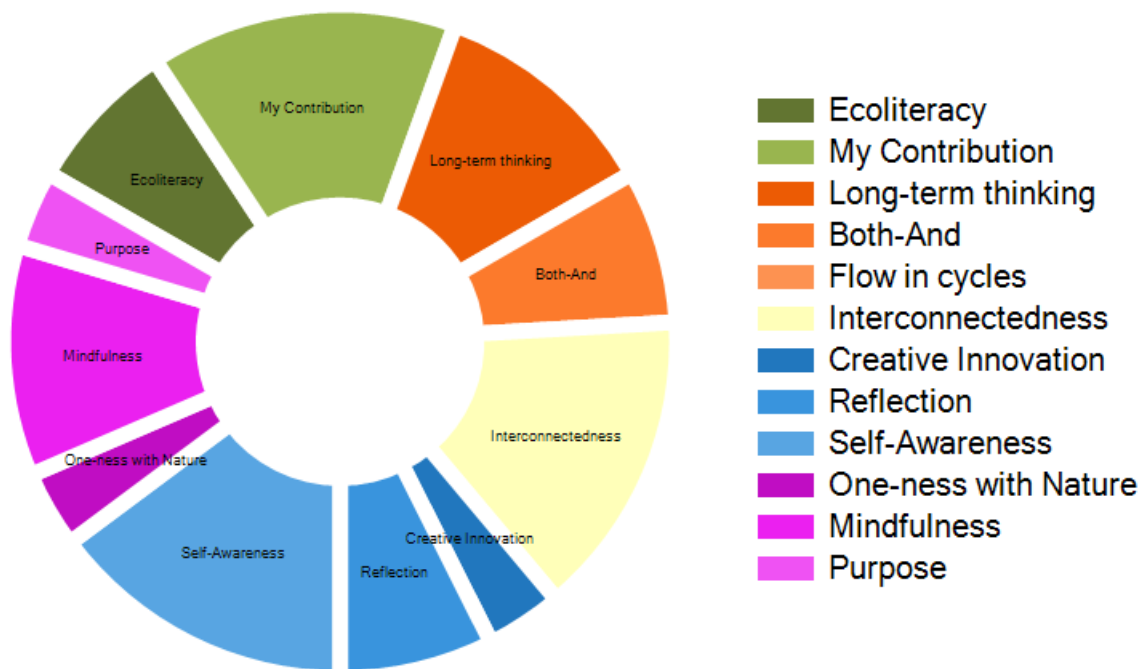 My Contribution
Long-term thinking
Ecoliteracy
Purpose
Both-And
Mindfulness
Interconnectedness
One-ness with Nature
Creative Innovation
Self-Awareness
Reflection
Ecoliteracy
My Contribution
Long-term thinking
Both-And
Flow in cycles
Interconnectedness
Creative Innovation
Reflection
Self-Awareness
One-ness with Nature
Mindfulness
Purpose